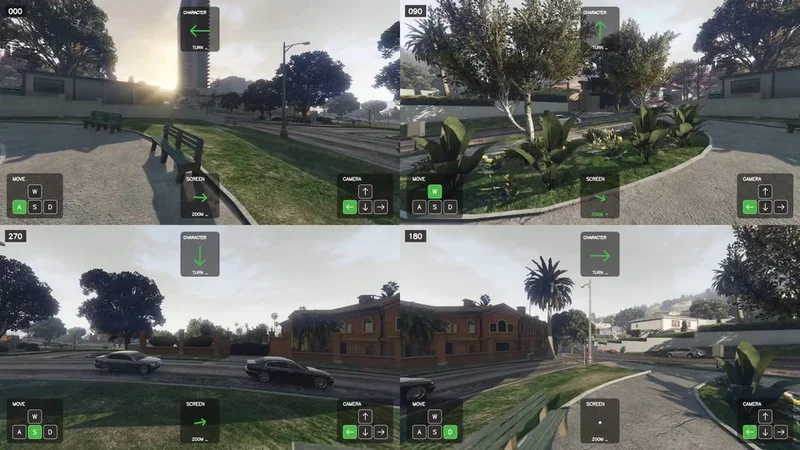 000
CHARACTER
TURN _
MOVE
W
A S D
SCREEN
ZOOM _
CAMERA
↑
← ↓ →
090
CHARACTER
TURN _
MOVE
W
A S D
SCREEN
ZOOM +
CAMERA
↑
← ↓ →
270
CHARACTER
TURN _
MOVE
W
A S D
SCREEN
ZOOM _
CAMERA
↑
← ↓ →
180
CHARACTER
TURN _
MOVE
W
A S D
SCREEN
ZOOM _
CAMERA
↑
← ↓ →